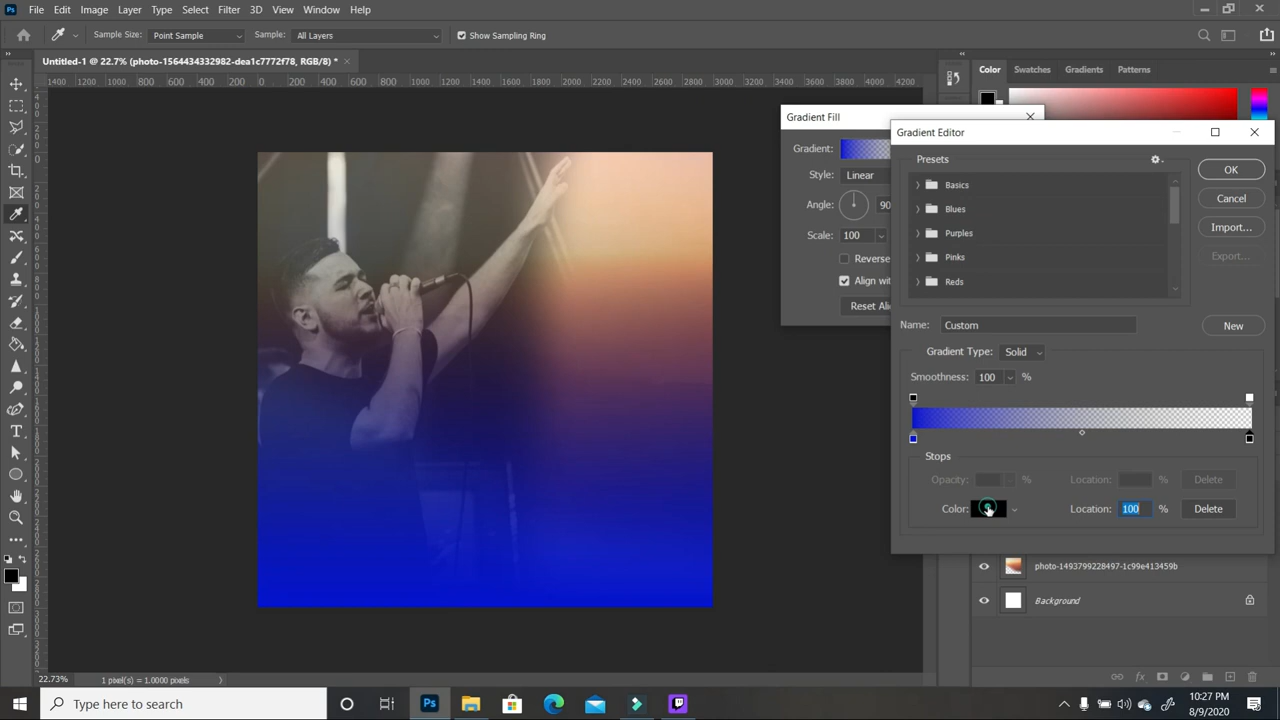 Ps File Edit Image Layer Type Select Filter 3D View Window Help
Sample Size: Point Sample Sample: All Layers Show Sampling Ring
Untitled-1 @ 22.7% (photo-1564434332982-dea1c7772f78, RGB/8) *
1400 1200 1000 800 600 400 200 0 200 400 600 800 1000 1200 1400 1600 1800 2000 2200 2400 2600 2800 3000 3200 3400 3600 3800 4000 4200
Color Swatches Gradients Patterns
Gradient Fill
Gradient:
Style: Linear
Angle: 90
Scale: 100
Reverse
Align wit
Reset Ali
Gradient Editor
Presets
OK
Basics
Cancel
Blues
Import...
Purples
Export...
Pinks
Reds
Name: Custom
New
Gradient Type: Solid
Smoothness: 100 %
Stops
Opacity: % Location: % Delete
Color: Location: 100 % Delete
photo-1493799228497-1c99e413459b
Background
22.73% 1 pixel(s) = 1.0000 pixels
Type here to search
Ps
10:27 PM
8/9/2020